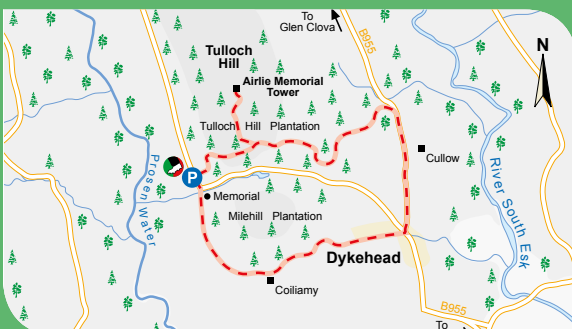 To
Glen Clova
B955
N
Tulloch
Hill
Airlie Memorial
Tower
Tulloch Hill Plantation
Cullow
P
Prosen Water
Memorial
Milehill Plantation
River South Esk
Dykehead
Coiliamy
B955
To